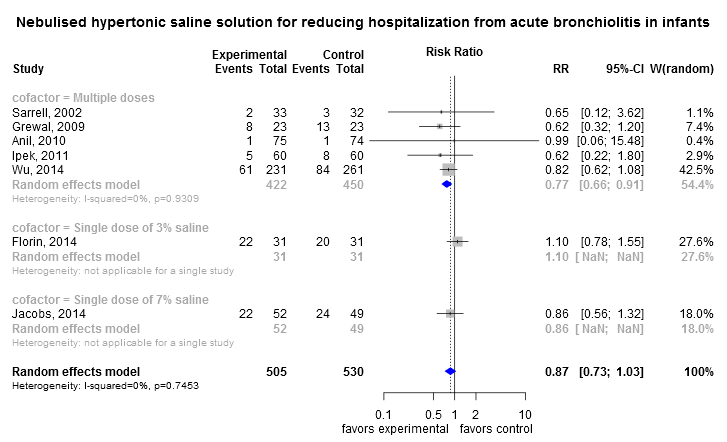 Nebulised hypertonic saline solution for reducing hospitalization from acute bronchiolitis in infants
Experimental Control Risk Ratio
Study Events Total Events Total RR 95%-CI W(random)
cofactor = Multiple doses
Sarrell, 2002 2 33 3 32 0.65 [0.12; 3.62] 1.1%
Grewal, 2009 8 23 13 23 0.62 [0.32; 1.20] 7.4%
Anil, 2010 1 75 1 74 0.99 [0.06; 15.48] 0.4%
Ipek, 2011 5 60 8 60 0.62 [0.22; 1.80] 2.9%
Wu, 2014 61 231 84 261 0.82 [0.62; 1.08] 42.5%
Random effects model 422 450 0.77 [0.66; 0.91] 54.4%
Heterogeneity: I-squared=0%, p=0.9309
cofactor = Single dose of 3% saline
Florin, 2014 22 31 20 31 1.10 [0.78; 1.55] 27.6%
Random effects model 31 31 1.10 [ NaN; NaN] 27.6%
Heterogeneity: not applicable for a single study
cofactor = Single dose of 7% saline
Jacobs, 2014 22 52 24 49 0.86 [0.56; 1.32] 18.0%
Random effects model 52 49 0.86 [ NaN; NaN] 18.0%
Heterogeneity: not applicable for a single study
Random effects model 505 530 0.87 [0.73; 1.03] 100%
Heterogeneity: I-squared=0%, p=0.7453
0.1 0.5 1 2 10
favors experimental favors control